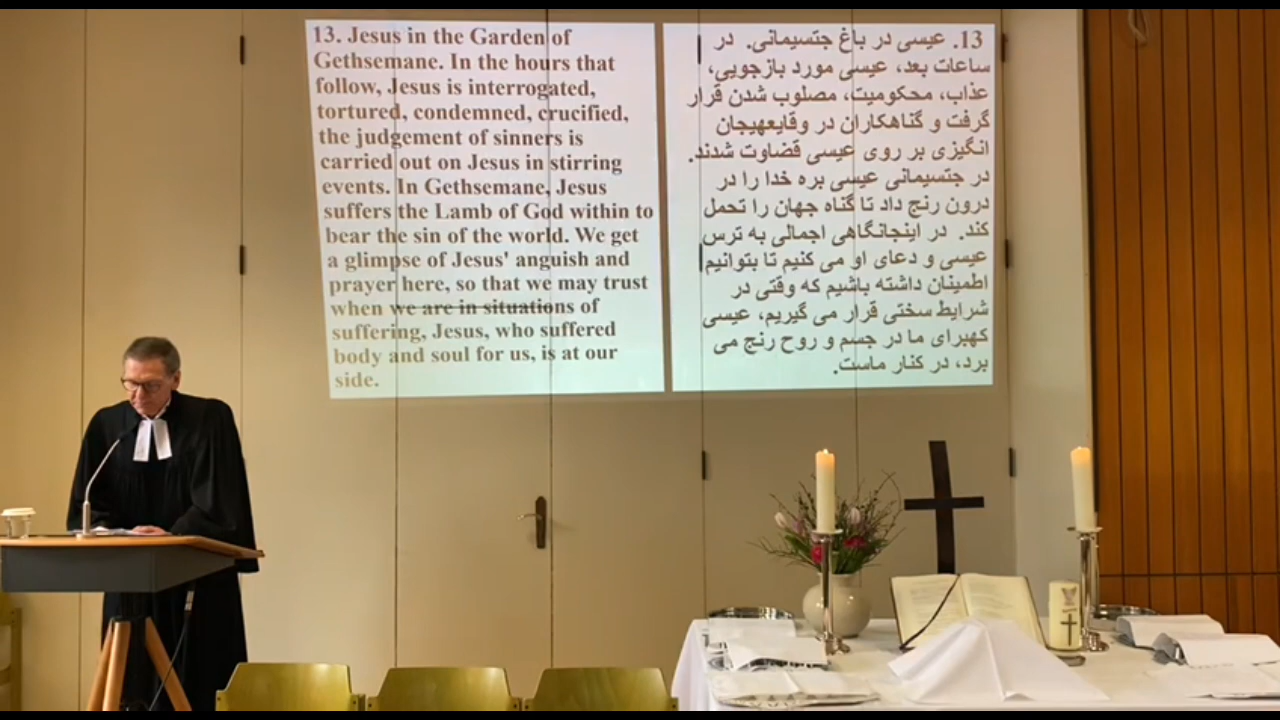 13. Jesus in the Garden of
Gethsemane. In the hours that
follow, Jesus is interrogated,
tortured, condemned, crucified,
the judgement of sinners is
carried out on Jesus in stirring
events. In Gethsemane, Jesus
suffers the Lamb of God within to
bear the sin of the world. We get
a glimpse of Jesus' anguish and
prayer here, so that we may trust
when we are in situations of
suffering, Jesus, who suffered
body and soul for us, is at our
side.
13. عیسی در باغ جتسیمانی. در
ساعات بعد، عیسی مورد بازجویی،
عذاب، محکومیت، مصلوب شدن قرار
گرفت و گناهکاران در وقایعهیجان
انگیزی بر روی عیسی قضاوت شدند.
در جتسیمانی عیسی بره خدا را در
درون رنج داد تا گناه جهان را تحمل
کند. در اینجانگاهی اجمالی به ترس
عیسی و دعای او می کنیم تا بتوانیم
اطمینان داشته باشیم که وقتی در
شرایط سختی قرار می گیریم، عیسی
کهبرای ما در جسم و روح رنج می
برد، در کنار ماست.